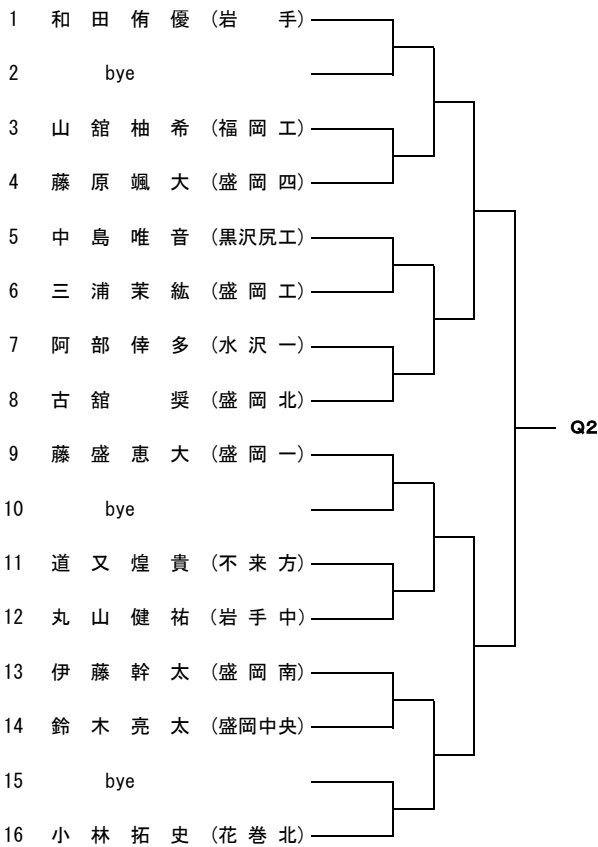 1 和田侑優（岩手）
2 bye
3 山舘柚希（福岡工）
4 藤原颯大（盛岡四）
5 中島唯音（黒沢尻工）
6 三浦茉紘（盛岡工）
7 阿部倖多（水沢一）
8 古舘奨（盛岡北）
Q2
9 藤盛恵大（盛岡一）
10 bye
11 道又煌貴（不来方）
12 丸山健祐（岩手中）
13 伊藤幹太（盛岡南）
14 鈴木亮太（盛岡中央）
15 bye
16 小林拓史（花巻北）